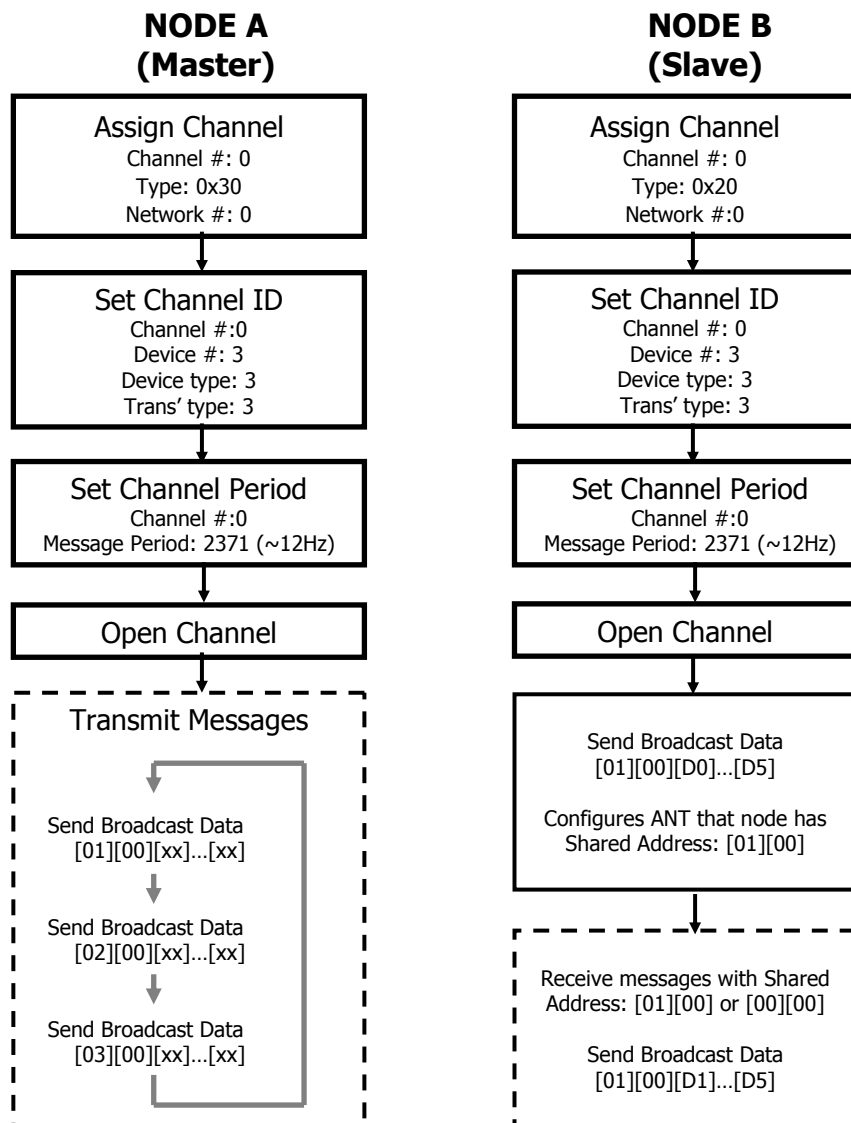 NODE A
(Master)
Assign Channel
Channel #: 0
Type: 0x30
Network #: 0
Set Channel ID
Channel #:0
Device #: 3
Device type: 3
Trans’ type: 3
Set Channel Period
Channel #:0
Message Period: 2371 (~12Hz)
Open Channel
Transmit Messages
Send Broadcast Data
[01][00][xx]...[xx]
Send Broadcast Data
[02][00][xx]...[xx]
Send Broadcast Data
[03][00][xx]...[xx]
NODE B
(Slave)
Assign Channel
Channel #: 0
Type: 0x20
Network #:0
Set Channel ID
Channel #: 0
Device #: 3
Device type: 3
Trans’ type: 3
Set Channel Period
Channel #:0
Message Period: 2371 (~12Hz)
Open Channel
Send Broadcast Data
[01][00][D0]...[D5]
Configures ANT that node has
Shared Address: [01][00]
Receive messages with Shared
Address: [01][00] or [00][00]
Send Broadcast Data
[01][00][D1]...[D5]